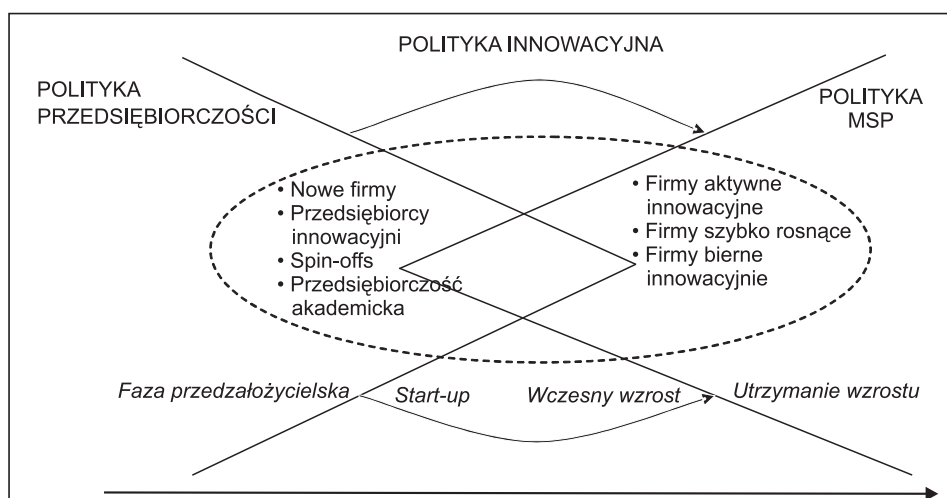 POLITYKA INNOWACYJNA
POLITYKA
PRZEDSIĘBIORCZOŚCI
POLITYKA
MSP
• Nowe firmy
• Przedsiębiorcy
innowacyjni
• Spin-offs
• Przedsiębiorczość
akademicka
• Firmy aktywne
innowacyjne
• Firmy szybko rosnące
• Firmy bierne
innowacyjnie
Faza przedzałożycielska
Start-up
Wczesny wzrost
Utrzymanie wzrostu